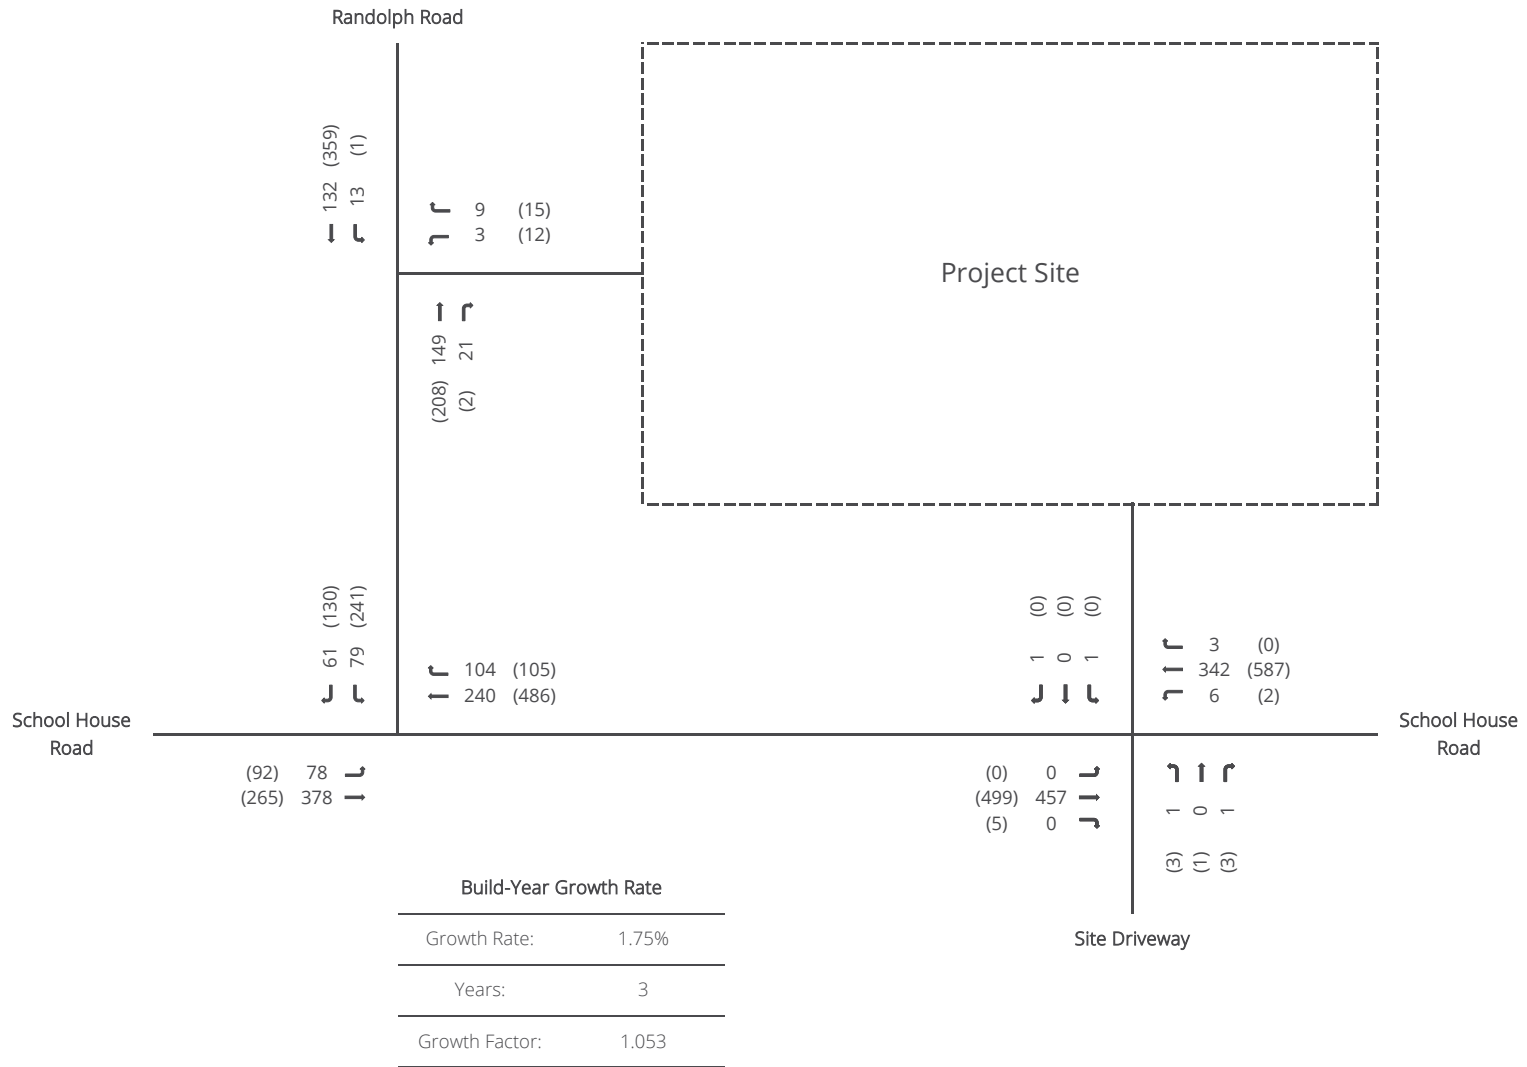 Randolph Road
132 (359)
13 (1)
9 (15)
3 (12)
Project Site
(208) 149
(2) 21
61 (130)
79 (241)
104 (105)
240 (486)
1 (0)
0 (0)
1 (0)
3 (0)
342 (587)
6 (2)
School House
Road
School House
Road
(92) 78
(265) 378
(0) 0
(499) 457
(5) 0
(3) 1
(1) 0
(3) 1
Build-Year Growth Rate
Growth Rate: 1.75%
Years: 3
Growth Factor: 1.053
Site Driveway